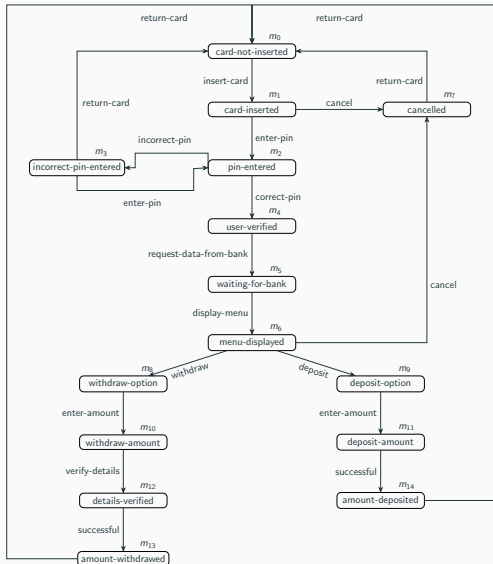 return-card
return-card
m0
card-not-inserted
insert-card
return-card
return-card
m1
card-inserted
cancel
m7
cancelled
incorrect-pin
enter-pin
m3
incorrect-pin-entered
m2
pin-entered
enter-pin
correct-pin
m4
user-verified
request-data-from-bank
m5
waiting-for-bank
cancel
display-menu
m6
menu-displayed
withdraw
deposit
m8
withdraw-option
m9
deposit-option
enter-amount
enter-amount
m10
withdraw-amount
m11
deposit-amount
verify-details
successful
m12
details-verified
m14
amount-deposited
successful
m13
amount-withdrawed